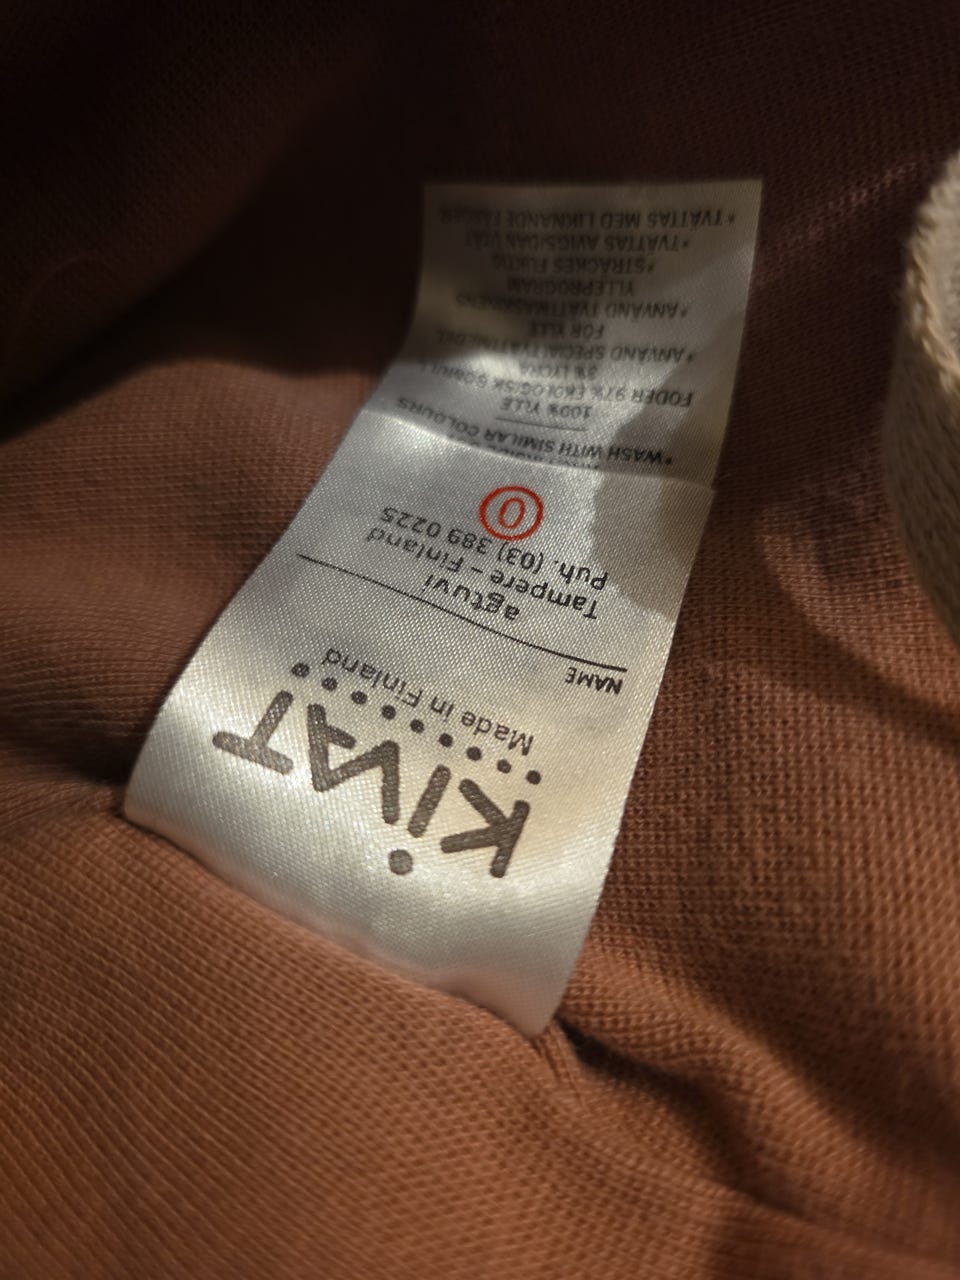 KiVAT
Made in Finland
NAME
agtuvi
Tampere – Finland
Puh. (03) 389 0225
0
*WASH WITH SIMILAR COLOURS
100% YLLE
FODER 97% EKOLOGISK BOMULL
3% LYCRA
*ANVÄND SPECIALTVÄTTMEDEL
FÖR YLLE
*ANVÄND TVÄTTMASKINENS
YLLEPROGRAM
*STRÄCKES FUKTIG
*TVÄTTAS AVIGSIDAN UTÅT
*TVÄTTAS MED LIKNANDE FÄRGER